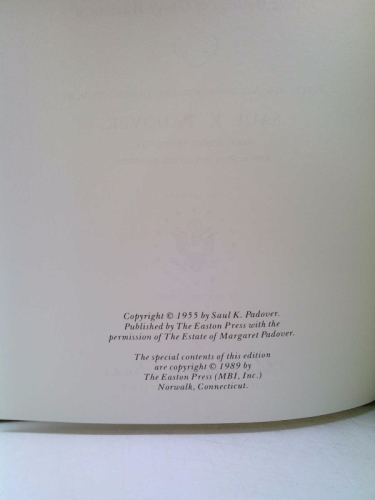 Copyright © 1955 by Saul K. Padover.
Published by The Easton Press with the
permission of The Estate of Margaret Padover.
The special contents of this edition
are copyright © 1989 by
The Easton Press (MBI, Inc.)
Norwalk, Connecticut.